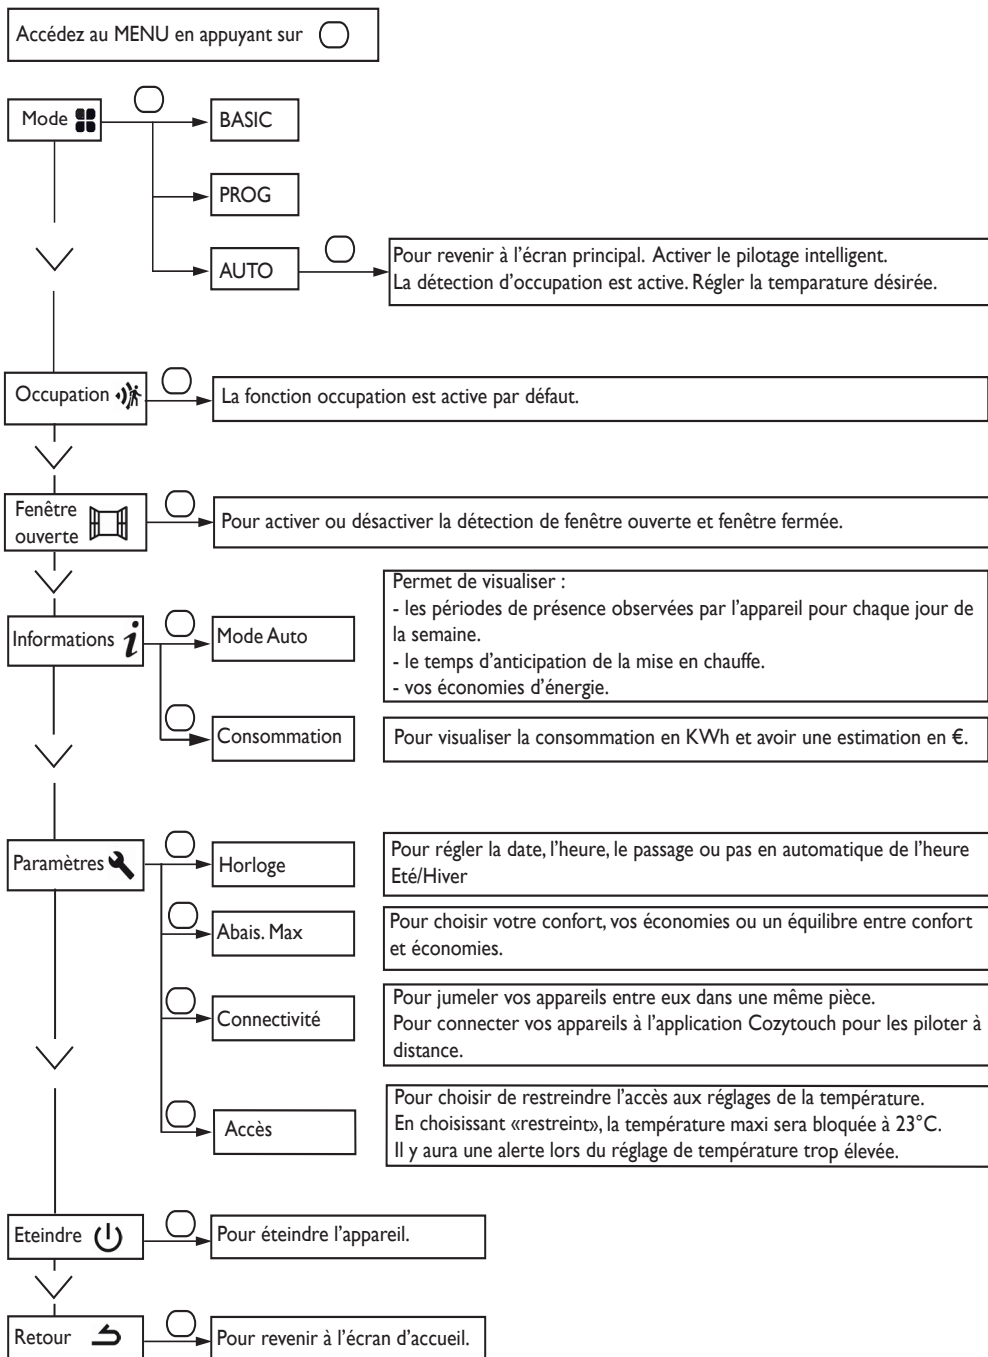 Accédez au MENU en appuyant sur
Mode
BASIC
PROG
AUTO
Pour revenir à l'écran principal. Activer le pilotage intelligent.
La détection d'occupation est active. Régler la temparature désirée.
Occupation
La fonction occupation est active par défaut.
Fenêtre
ouverte
Pour activer ou désactiver la détection de fenêtre ouverte et fenêtre fermée.
Informations
Mode Auto
Permet de visualiser :
- les périodes de présence observées par l'appareil pour chaque jour de
la semaine.
- le temps d'anticipation de la mise en chauffe.
- vos économies d'énergie.
Consommation
Pour visualiser la consommation en KWh et avoir une estimation en €.
Paramètres
Horloge
Pour régler la date, l'heure, le passage ou pas en automatique de l'heure
Eté/Hiver
Abais. Max
Pour choisir votre confort, vos économies ou un équilibre entre confort
et économies.
Connectivité
Pour jumeler vos appareils entre eux dans une même pièce.
Pour connecter vos appareils à l'application Cozytouch pour les piloter à
distance.
Accès
Pour choisir de restreindre l'accès aux réglages de la température.
En choisissant «restreint», la température maxi sera bloquée à 23°C.
Il y aura une alerte lors du réglage de température trop élevée.
Eteindre
Pour éteindre l'appareil.
Retour
Pour revenir à l'écran d'accueil.